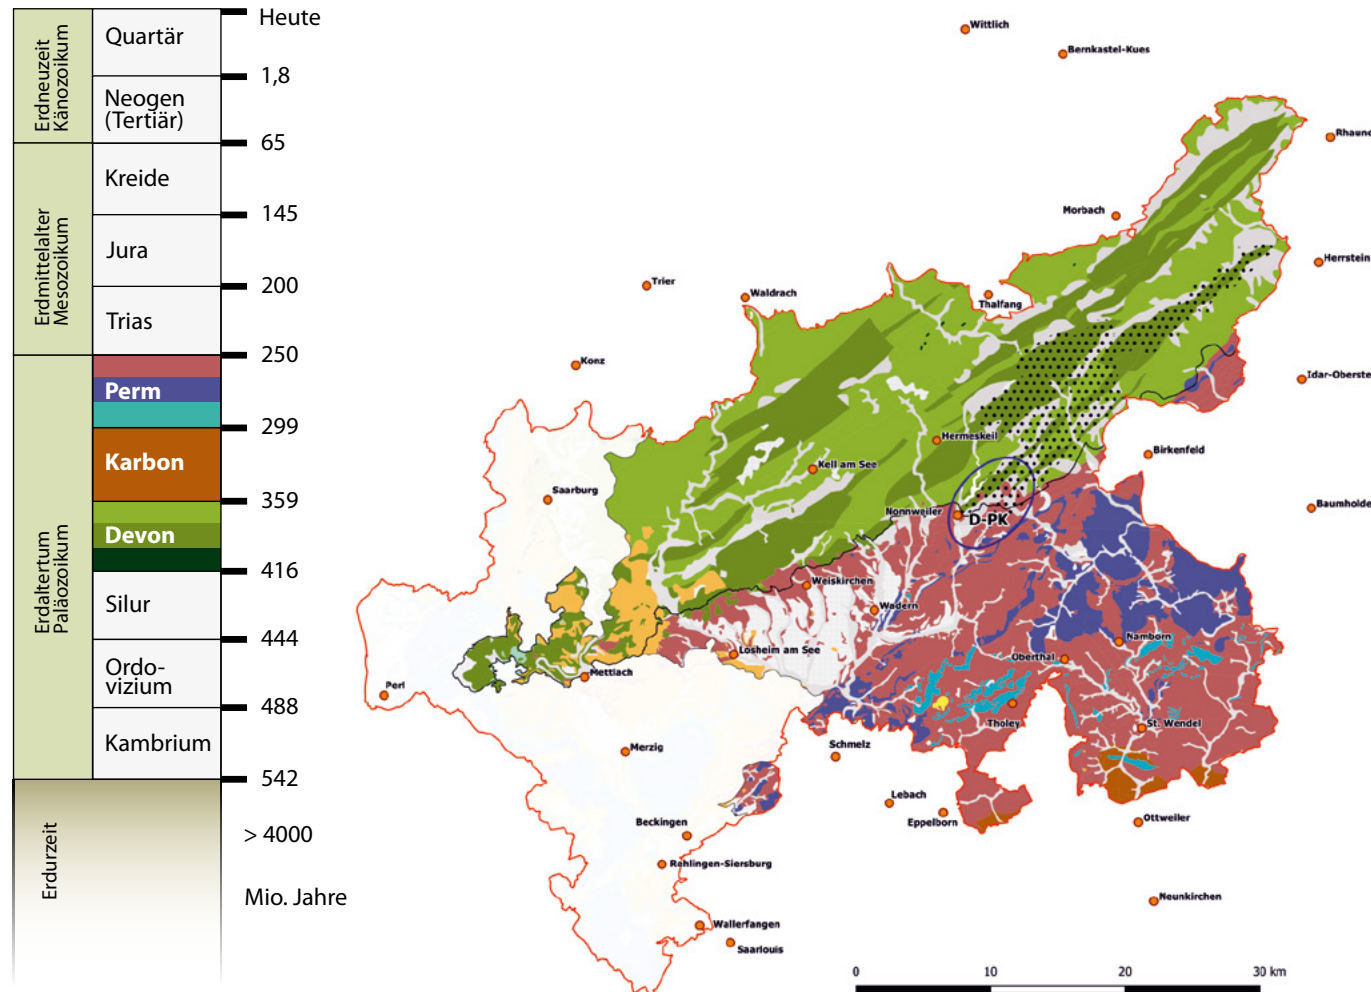 Erdneuzeit
Känozoikum
Quartär
Neogen
(Tertiär)
Erdmittelalter
Mesozoikum
Kreide
Jura
Trias
Erdaltertum
Paläozoikum
Perm
Karbon
Devon
Silur
Ordo-
vizium
Kambrium
Erdurzeit
Heute
1,8
65
145
200
250
299
359
416
444
488
542
> 4000
Mio. Jahre
Wittlich
Bernkastel-Kues
Rhaune
Morbach
Herrstein
Trier
Waldrach
Thalfang
Konz
Idar-Oberste
Hermeskeil
Birkenfeld
Kell am See
Saarburg
Baumholde
Nonnweiler
D-PK
Weiskirchen
Wadern
Namborn
Losheim am See
Oberthal
Mettlach
Perl
Tholey
St. Wendel
Merzig
Schmelz
Lebach
Eppelborn
Ottweiler
Beckingen
Rehlingen-Siersburg
Neunkirchen
Wallerfangen
Saarlouis
0 10 20 30 km